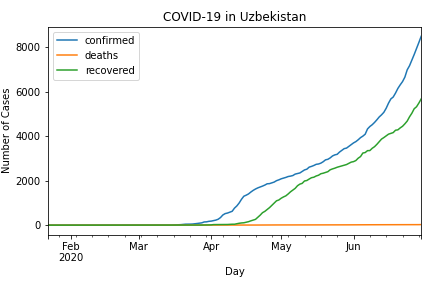 COVID-19 in Uzbekistan
confirmed
deaths
recovered
Number of Cases
8000
6000
4000
2000
0
Feb Mar Apr May Jun
2020
Day